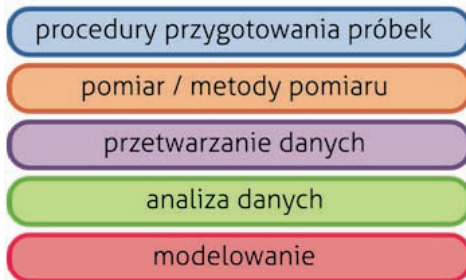 procedury przygotowania próbek
pomiar / metody pomiaru
przetwarzanie danych
analiza danych
modelowanie